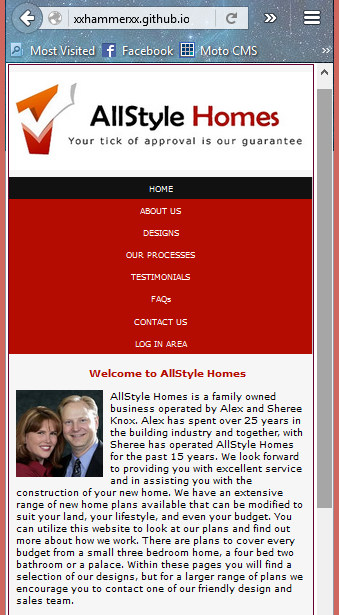 xxhammerxx.github.io
»
Most Visited
Facebook
Moto CMS
»
AllStyle Homes
Your tick of approval is our guarantee
HOME
ABOUT US
DESIGNS
OUR PROCESSES
TESTIMONIALS
FAQs
CONTACT US
LOG IN AREA
Welcome to AllStyle Homes
AllStyle Homes is a family owned
business operated by Alex and Sheree
Knox. Alex has spent over 25 years in
the building industry and together, with
Sheree has operated AllStyle Homes
for the past 15 years. We look forward
to providing you with excellent service
and in assisting you with the
construction of your new home. We have an extensive
range of new home plans available that can be modified to
suit your land, your lifestyle, and even your budget. You
can utilize this website to look at our plans and find out
more about how we work. There are plans to cover every
budget from a small three bedroom home, a four bed two
bathroom or a palace. Within these pages you will find a
selection of our designs, but for a larger range of plans we
encourage you to contact one of our friendly design and
sales team.